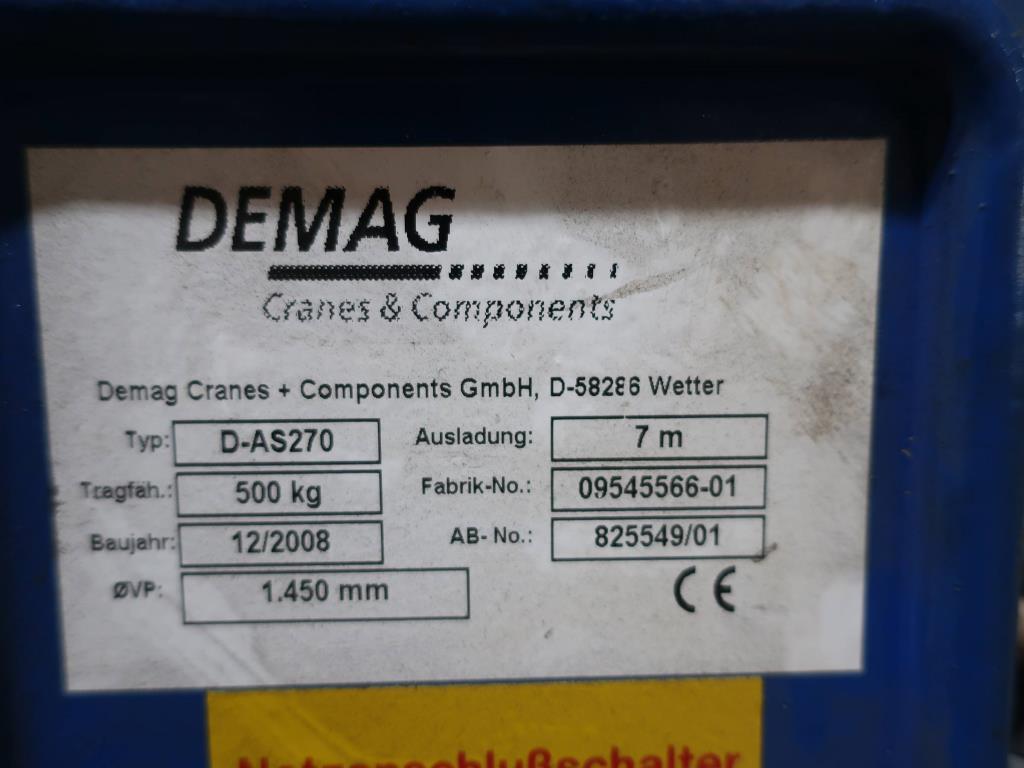 DEMAG
Cranes & Components
Demag Cranes + Components GmbH, D-58286 Wetter
Typ: D-AS270 Ausladung: 7 m
Tragfäh.: 500 kg Fabrik-No.: 09545566-01
Baujahr: 12/2008 AB- No.: 825549/01
ØVP: 1.450 mm CE
Netzanschlußschalter